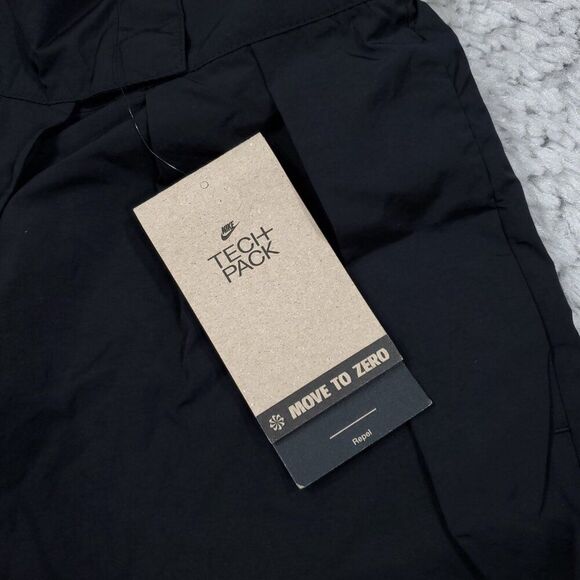 NIKE
TECH
PACK
MOVE TO ZERO
Repel